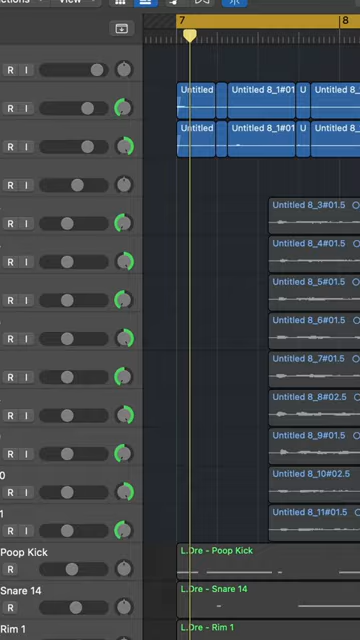 View
7 8
R I
Untitled Untitled 8_1#01 U Untitled 8_
R I
Untitled Untitled 8_1#01 U Untitled 8_
R I
R I
Untitled 8_3#01.5
R I
Untitled 8_4#01.5
R I
Untitled 8_5#01.5
R I
Untitled 8_6#01.5
R I
Untitled 8_7#01.5
R I
Untitled 8_8#02.5
R I
Untitled 8_9#01.5
R I
0 Untitled 8_10#02.5
R I
1 Untitled 8_11#01.5
R I
Poop Kick L.Dre - Poop Kick
R
Snare 14 L.Dre - Snare 14
R
Rim 1 L.Dre - Rim 1